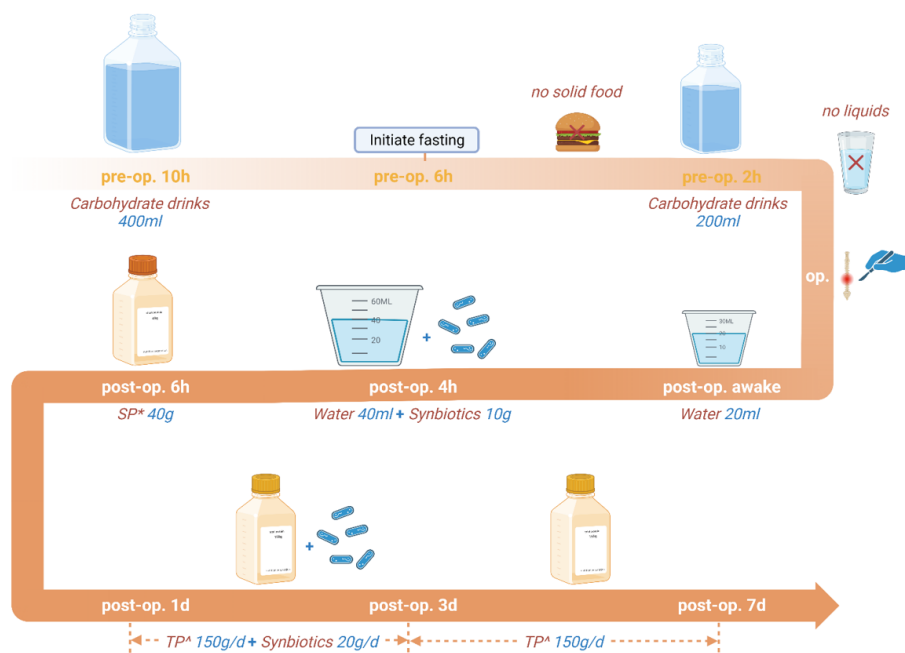 no solid food
no liquids
Initiate fasting
pre-op. 10h
pre-op. 6h
pre-op. 2h
Carbohydrate drinks
400ml
Carbohydrate drinks
200ml
op.
60ML
40
20
+
30ML
20
10
post-op. 6h
post-op. 4h
post-op. awake
SP* 40g
Water 40ml + Synbiotics 10g
Water 20ml
+
post-op. 1d
post-op. 3d
post-op. 7d
TP^ 150g/d + Synbiotics 20g/d
TP^ 150g/d